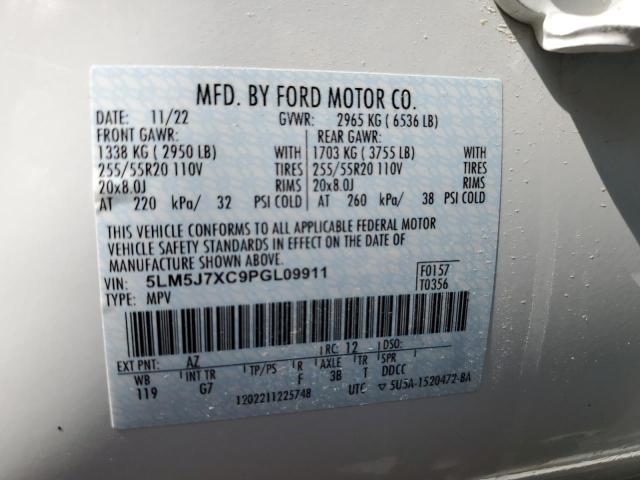 MFD. BY FORD MOTOR CO.
DATE: 11/22 GVWR: 2965 KG ( 6536 LB)
FRONT GAWR: REAR GAWR:
1338 KG ( 2950 LB) WITH 1703 KG ( 3755 LB) WITH
255/55R20 110V TIRES 255/55R20 110V TIRES
20x8.0J RIMS 20x8.0J RIMS
AT 220 kPa/ 32 PSI COLD AT 260 kPa/ 38 PSI COLD
THIS VEHICLE CONFORMS TO ALL APPLICABLE FEDERAL MOTOR
VEHICLE SAFETY STANDARDS IN EFFECT ON THE DATE OF
MANUFACTURE SHOWN ABOVE.
VIN: 5LM5J7XC9PGL09911 F0157
TYPE: MPV T0356
EXT PNT: AZ RC: 12 DSO:
WB INT TR TP/PS R AXLE TR SPR
119 G7 F 3B T DDCC
1202211225748 UTC ▽ 5U5A-1520472-BA